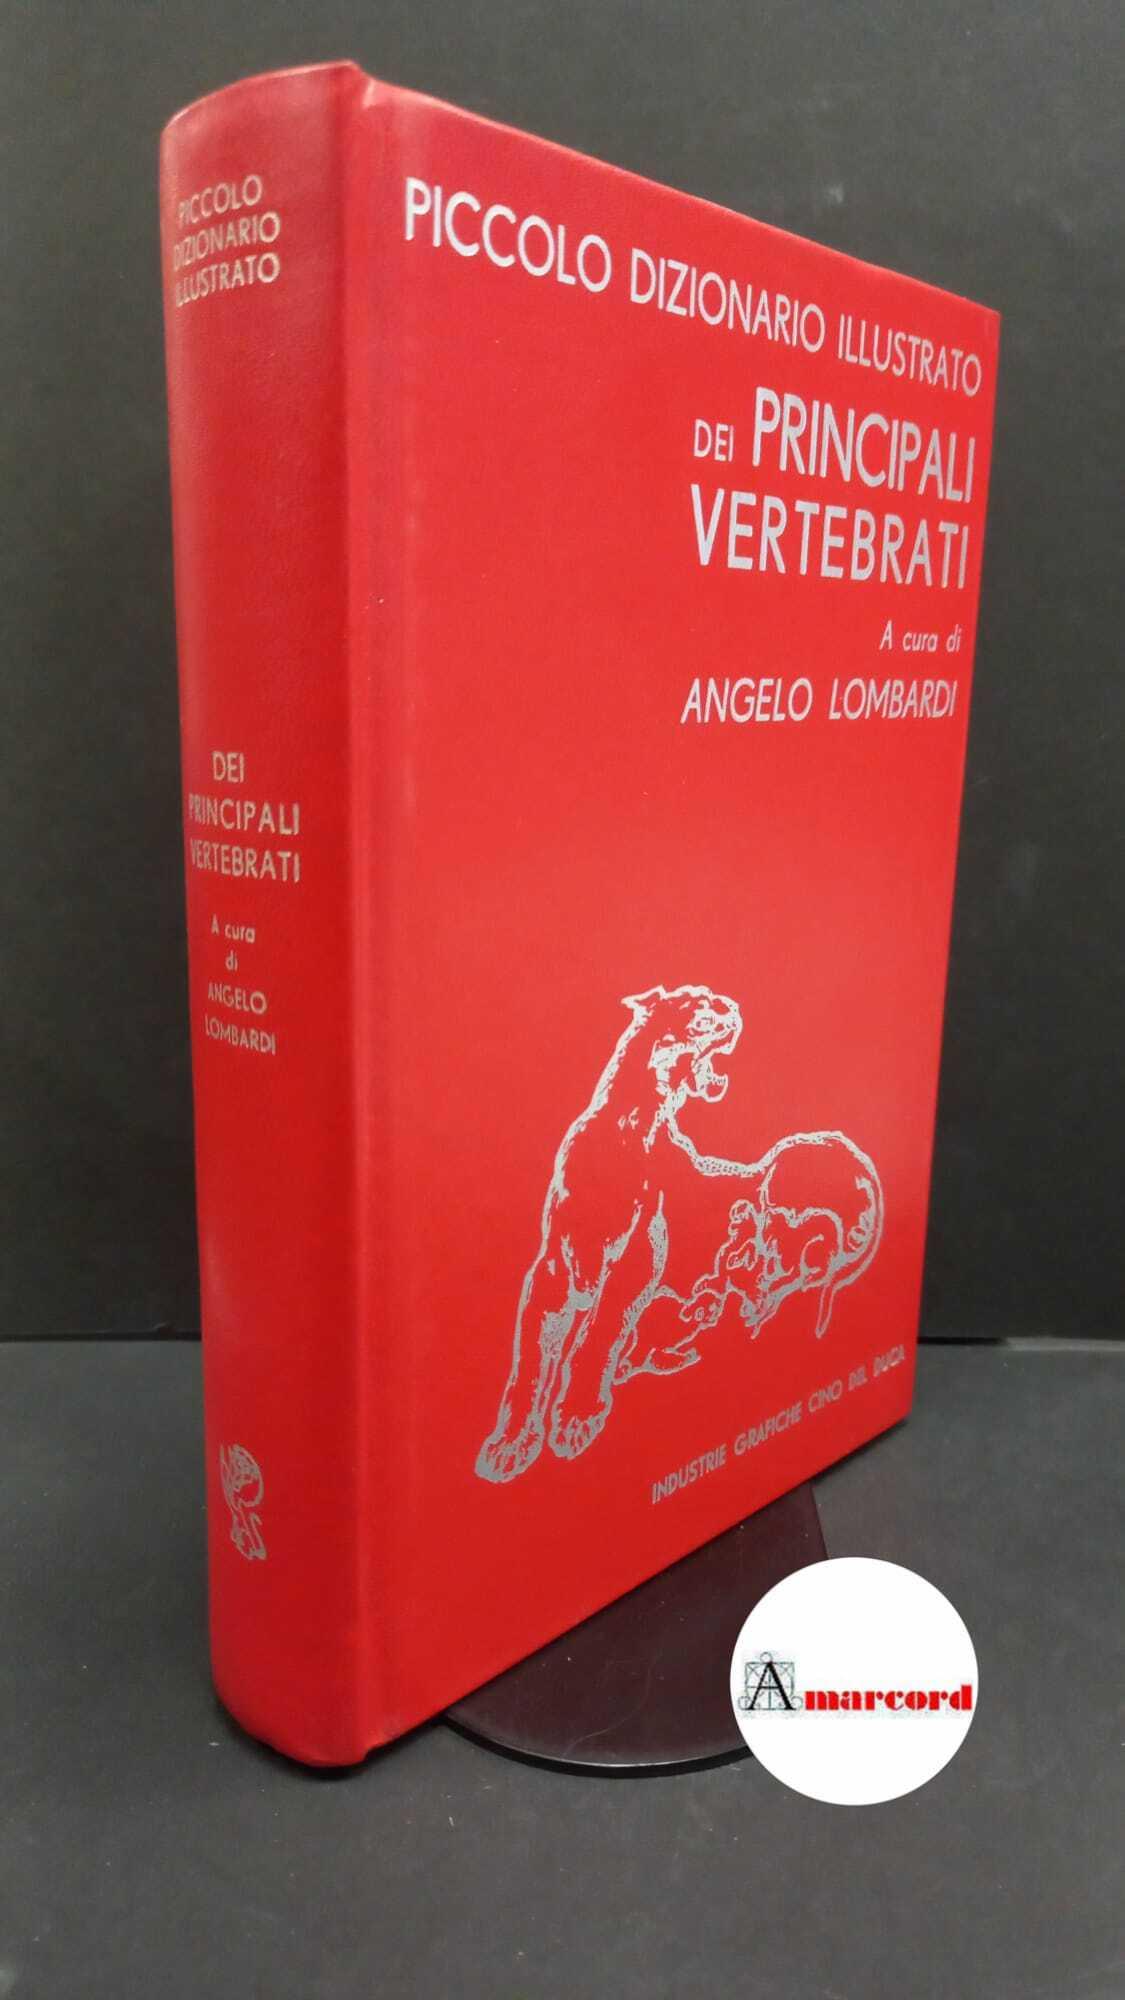 PICCOLO
DIZIONARIO
ILLUSTRATO
DEI
PRINCIPALI
VERTEBRATI
A cura
di
ANGELO
LOMBARDI
PICCOLO DIZIONARIO ILLUSTRATO
DEI PRINCIPALI
VERTEBRATI
A cura di
ANGELO LOMBARDI
INDUSTRIE GRAFICHE CINO DEL DUCA
Amarcord